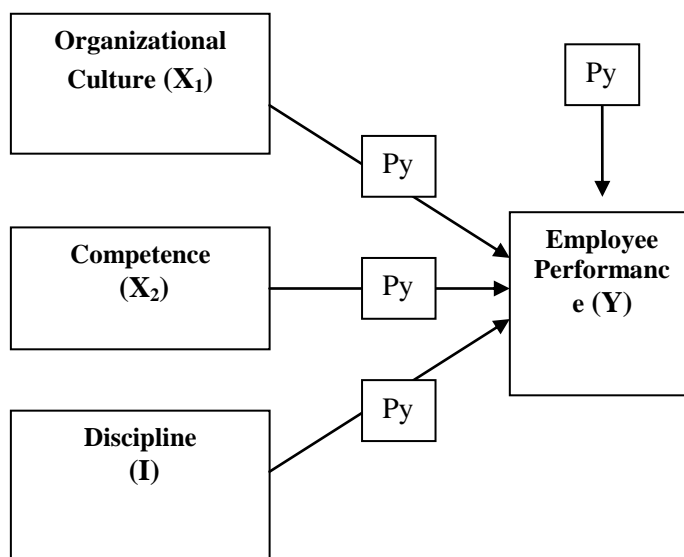 Organizational
Culture (X₁)
Py
Py
Competence
(X₂)
Py
Employee
Performanc
e (Y)
Py
Discipline
(I)